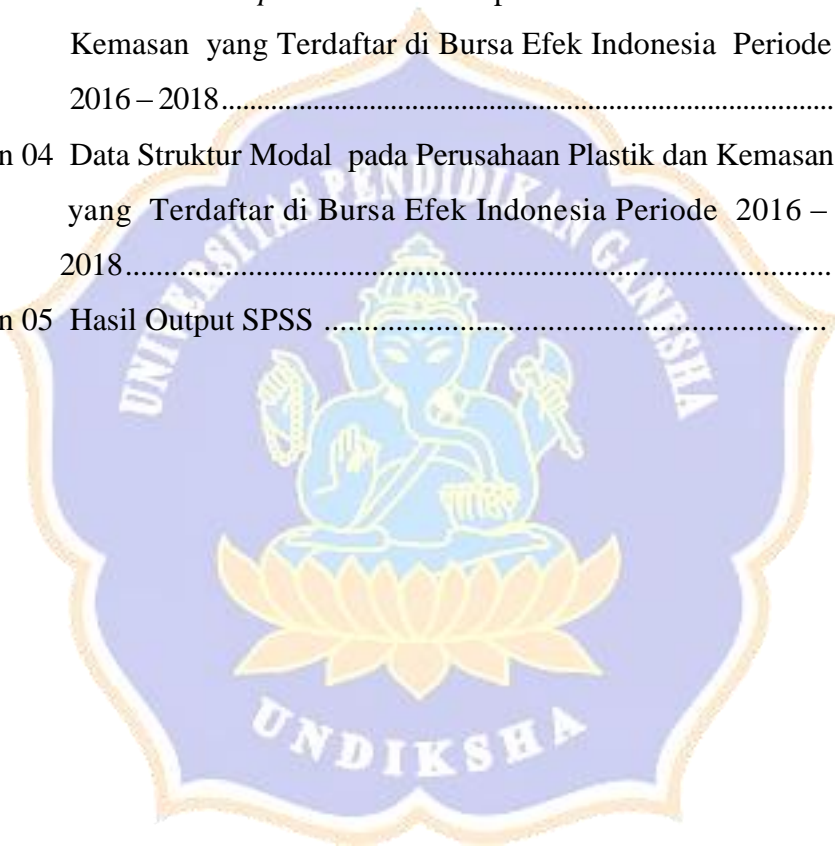 Kemasan yang Terdaftar di Bursa Efek Indonesia Periode
2016 – 2018..........................................................................................
n 04 Data Struktur Modal pada Perusahaan Plastik dan Kemasan
yang Terdaftar di Bursa Efek Indonesia Periode 2016 –
2018......................................................................................
n 05 Hasil Output SPSS .............................................................
UNIVERSITAS PENDIDIKAN GANESHA
UNDIKSHA